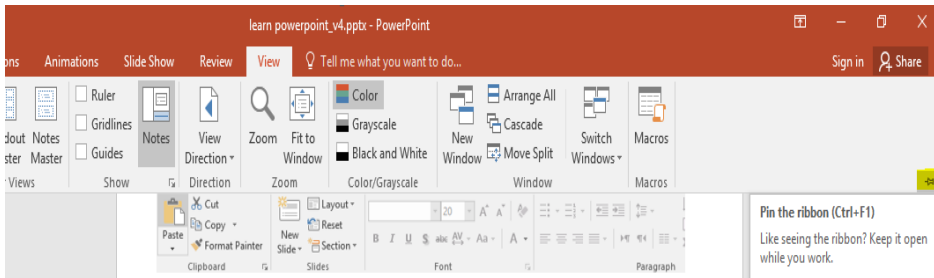 learn powerpoint_v4.pptx - PowerPoint
ons Animations Slide Show Review View Tell me what you want to do... Sign in Share
Ruler
Gridlines
Guides
dout Notes
ster Master
Notes
View
Direction
Zoom
Fit to
Window
Color
Grayscale
Black and White
New
Window
Arrange All
Cascade
Move Split
Switch
Windows
Macros
Views Show Direction Zoom Color/Grayscale Window Macros
Paste
Cut
Copy
Format Painter
New
Slide
Layout
Reset
Section
20 A A
B I U S abc AV Aa A
Clipboard Slides Font Paragraph
Pin the ribbon (Ctrl+F1)
Like seeing the ribbon? Keep it open
while you work.